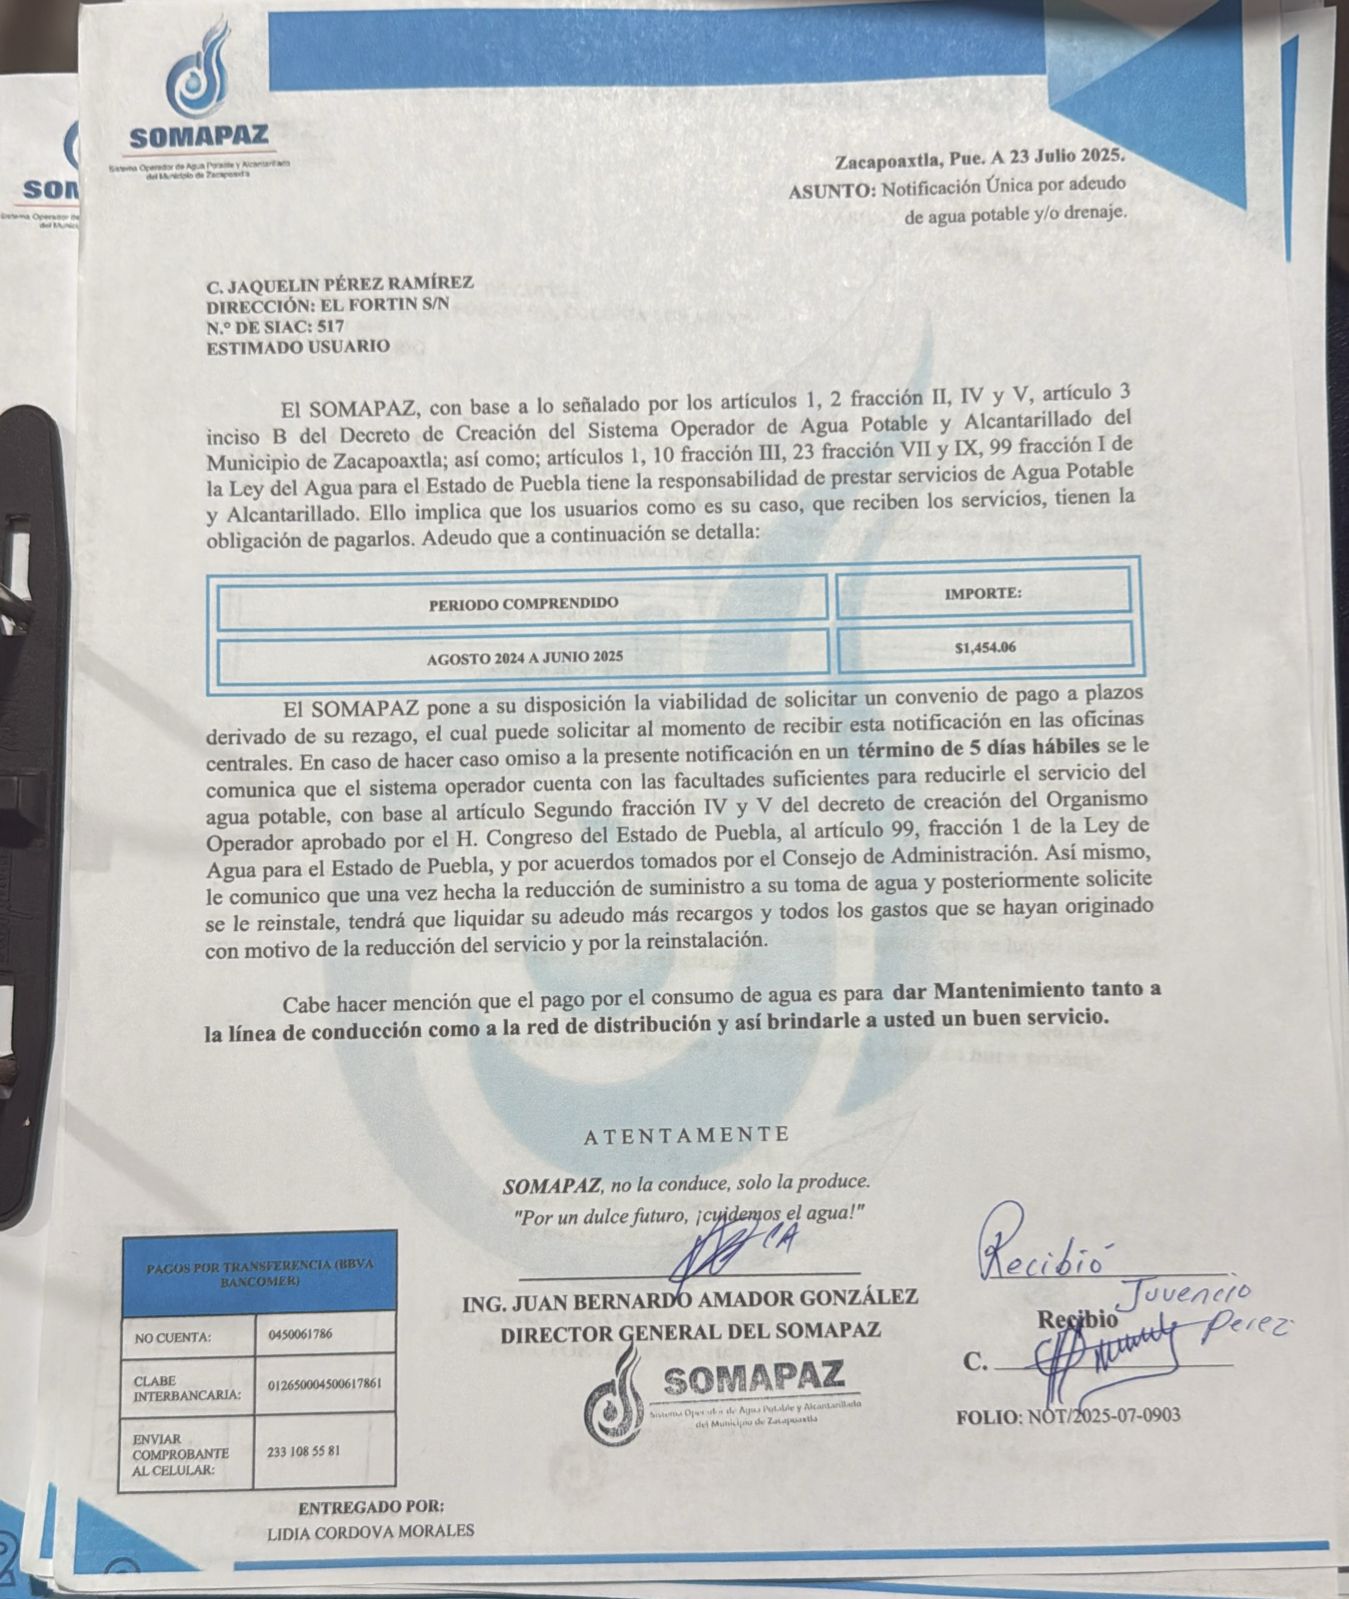 SOMAPAZ
Sistema Operador de Agua Potable y Alcantarillado
del Municipio de Zacapoaxtla
Zacapoaxtla, Pue. A 23 Julio 2025.
ASUNTO: Notificación Única por adeudo
de agua potable y/o drenaje.
C. JAQUELIN PÉREZ RAMÍREZ
DIRECCIÓN: EL FORTIN S/N
N.º DE SIAC: 517
ESTIMADO USUARIO
El SOMAPAZ, con base a lo señalado por los artículos 1, 2 fracción II, IV y V, artículo 3
inciso B del Decreto de Creación del Sistema Operador de Agua Potable y Alcantarillado del
Municipio de Zacapoaxtla; así como; artículos 1, 10 fracción III, 23 fracción VII y IX, 99 fracción I de
la Ley del Agua para el Estado de Puebla tiene la responsabilidad de prestar servicios de Agua Potable
y Alcantarillado. Ello implica que los usuarios como es su caso, que reciben los servicios, tienen la
obligación de pagarlos. Adeudo que a continuación se detalla:
PERIODO COMPRENDIDO IMPORTE:
AGOSTO 2024 A JUNIO 2025 $1,454.06
El SOMAPAZ pone a su disposición la viabilidad de solicitar un convenio de pago a plazos
derivado de su rezago, el cual puede solicitar al momento de recibir esta notificación en las oficinas
centrales. En caso de hacer caso omiso a la presente notificación en un término de 5 días hábiles se le
comunica que el sistema operador cuenta con las facultades suficientes para reducirle el servicio del
agua potable, con base al artículo Segundo fracción IV y V del decreto de creación del Organismo
Operador aprobado por el H. Congreso del Estado de Puebla, al artículo 99, fracción 1 de la Ley de
Agua para el Estado de Puebla, y por acuerdos tomados por el Consejo de Administración. Así mismo,
le comunico que una vez hecha la reducción de suministro a su toma de agua y posteriormente solicite
se le reinstale, tendrá que liquidar su adeudo más recargos y todos los gastos que se hayan originado
con motivo de la reducción del servicio y por la reinstalación.
Cabe hacer mención que el pago por el consumo de agua es para dar Mantenimiento tanto a
la línea de conducción como a la red de distribución y así brindarle a usted un buen servicio.
ATENTAMENTE
SOMAPAZ, no la conduce, solo la produce.
"Por un dulce futuro, ¡cuidemos el agua!"
ING. JUAN BERNARDO AMADOR GONZÁLEZ
DIRECTOR GENERAL DEL SOMAPAZ
SOMAPAZ
Sistema Operador de Agua Potable y Alcantarillado
del Municipio de Zacapoaxtla
Recibió
Juvencio
Perez
Recibio
C.
FOLIO: NOT/2025-07-0903
PAGOS POR TRANSFERENCIA (BBVA
BANCOMER)
NO CUENTA: 0450061786
CLABE
INTERBANCARIA: 012650004500617861
ENVIAR
COMPROBANTE
AL CELULAR: 233 108 55 81
ENTREGADO POR:
LIDIA CORDOVA MORALES